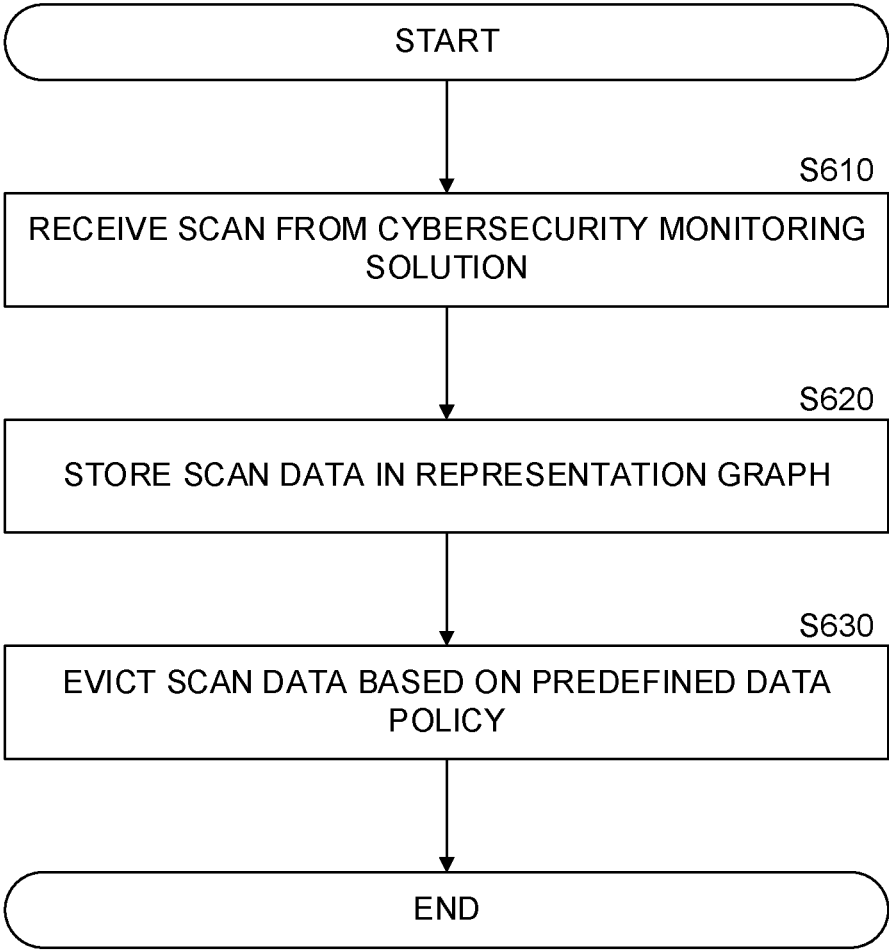 START
S610
RECEIVE SCAN FROM CYBERSECURITY MONITORING
SOLUTION
S620
STORE SCAN DATA IN REPRESENTATION GRAPH
S630
EVICT SCAN DATA BASED ON PREDEFINED DATA
POLICY
END